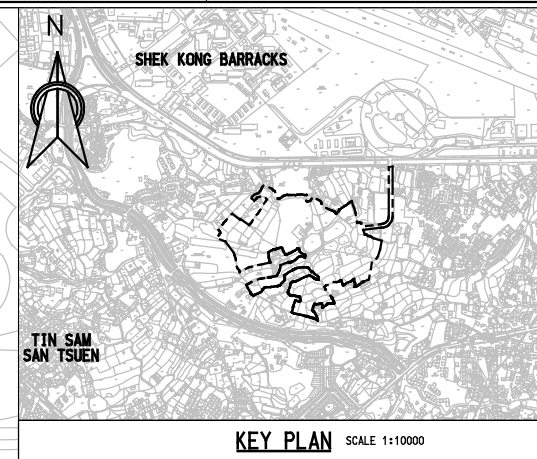 N
SHEK KONG BARRACKS
TIN SAM
SAN TSUEN
KEY PLAN SCALE 1:10000